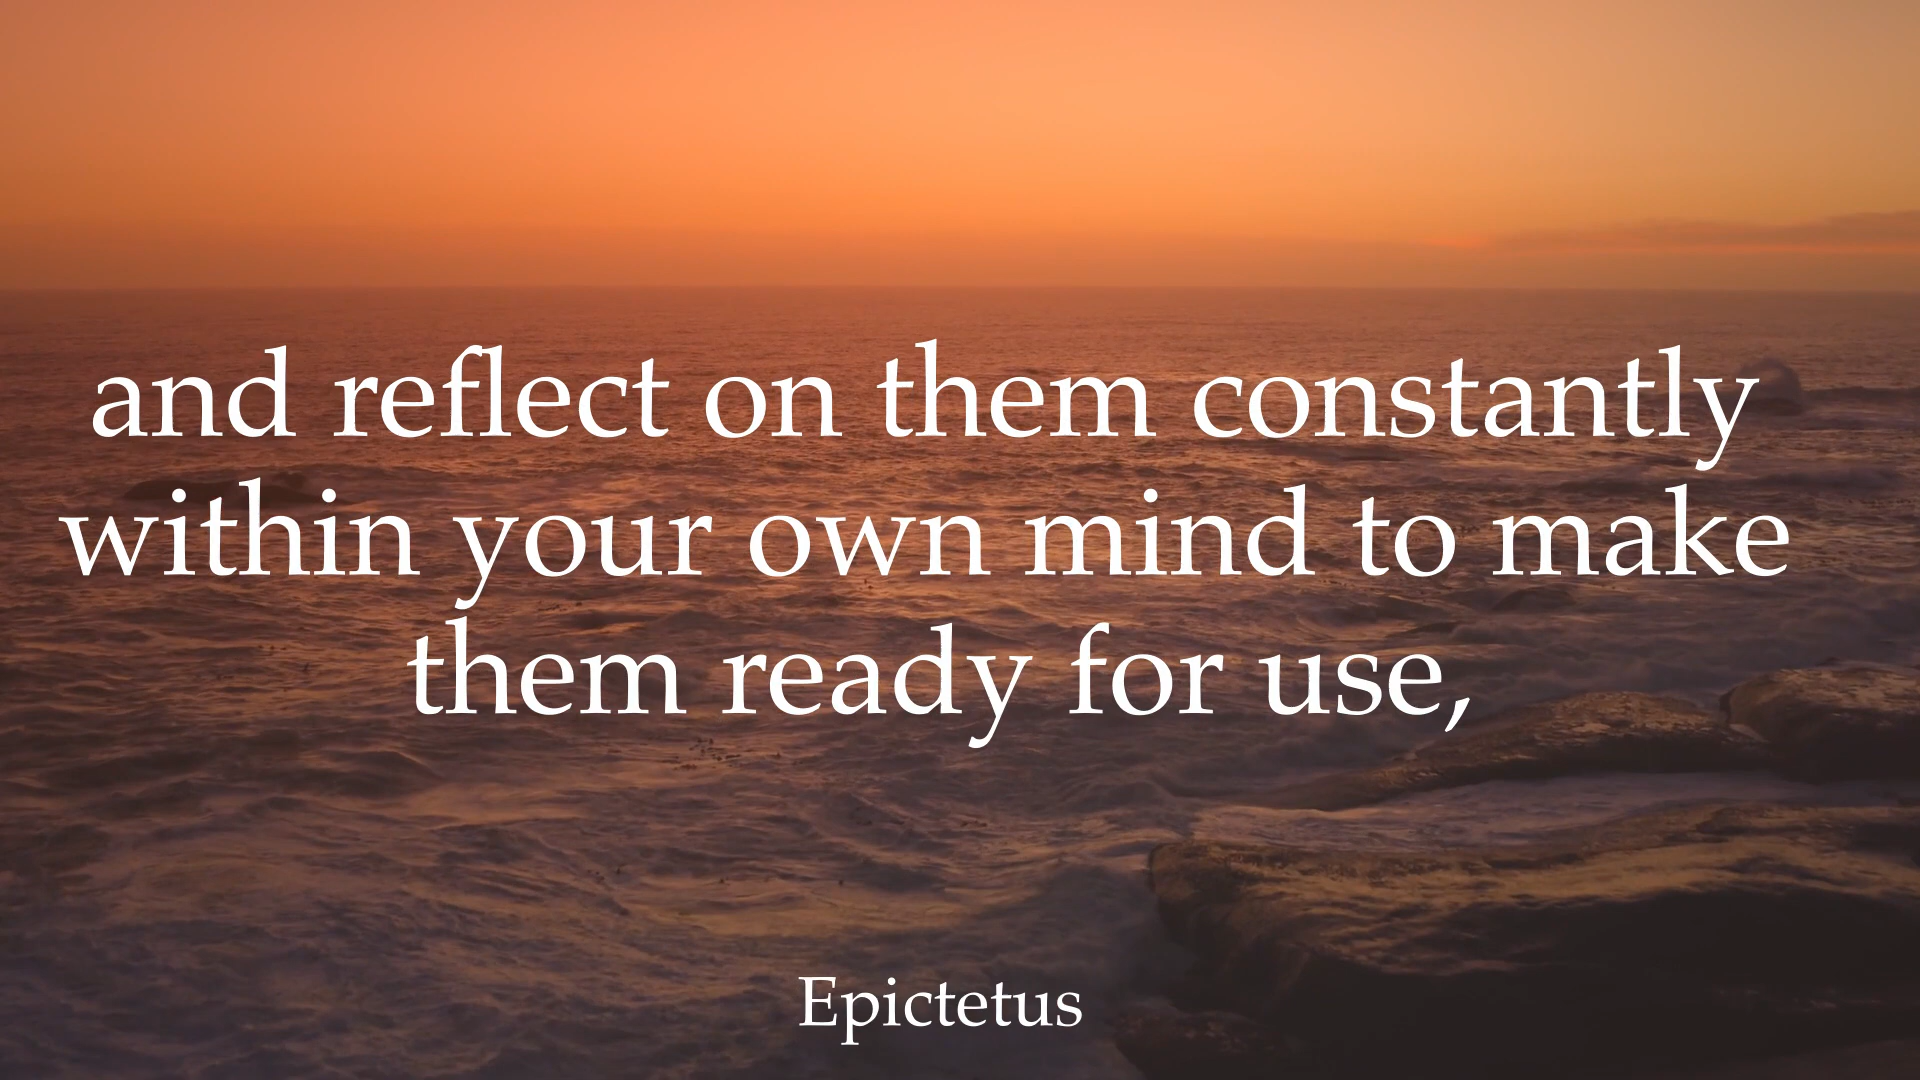 and reflect on them constantly
within your own mind to make
them ready for use,
Epictetus